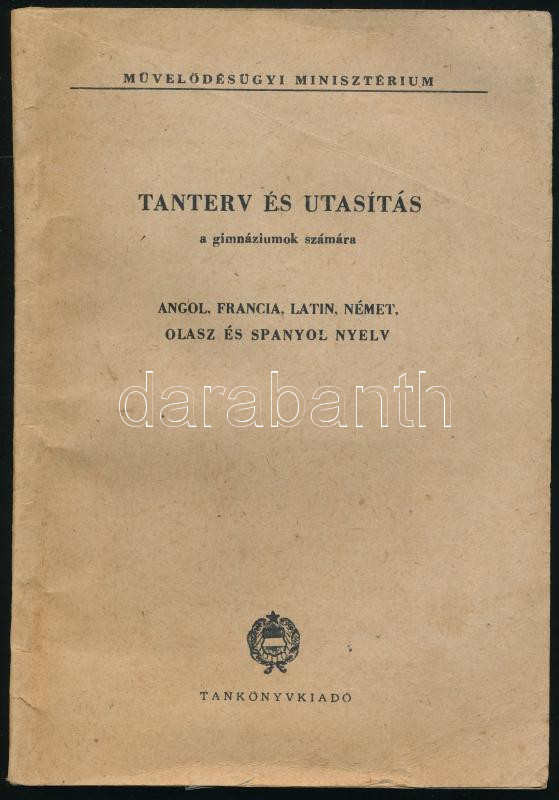 MŰVELŐDÉSÜGYI MINISZTÉRIUM
TANTERV ÉS UTASÍTÁS
a gimnáziumok számára
ANGOL, FRANCIA, LATIN, NÉMET,
OLASZ ÉS SPANYOL NYELV
darabanth
TANKÖNYVKIADÓ